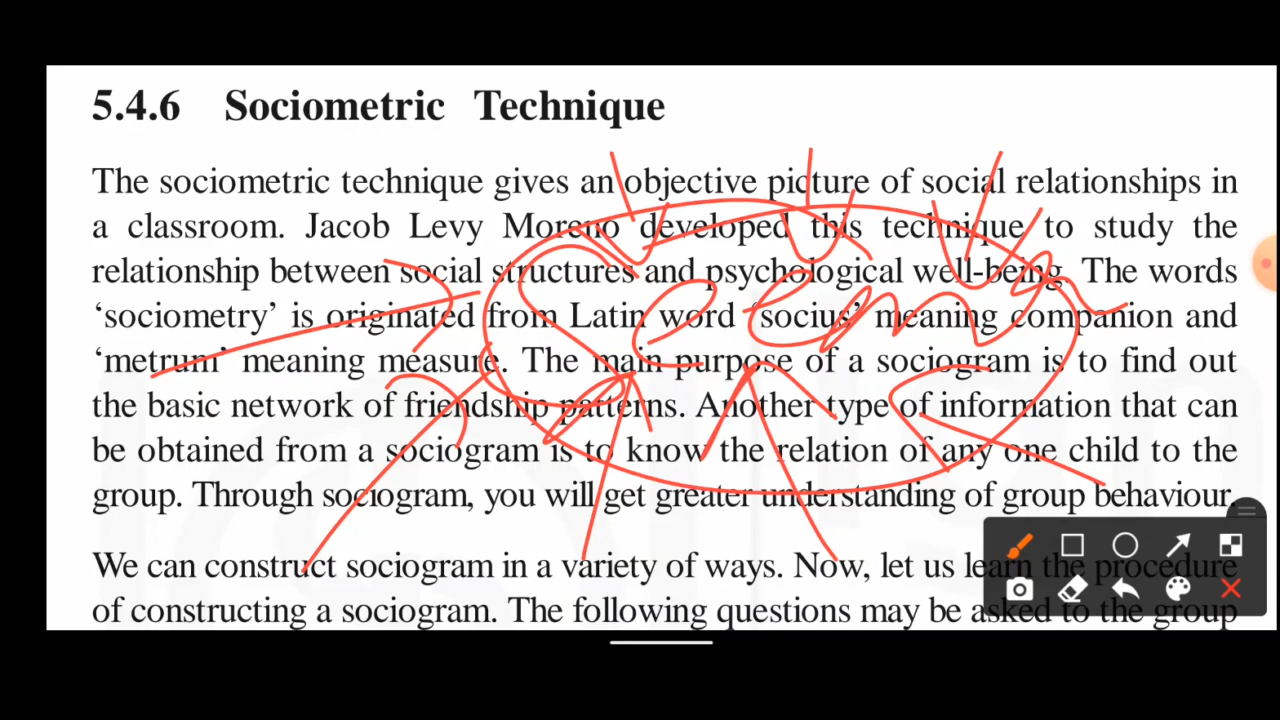 5.4.6 Sociometric Technique
The sociometric technique gives an objective picture of social relationships in
a classroom. Jacob Levy Moreno developed this technique to study the
relationship between social structures and psychological well-being. The words
‘sociometry’ is originated from Latin word ‘socius’ meaning companion and
‘metrum’ meaning measure. The main purpose of a sociogram is to find out
the basic network of friendship patterns. Another type of information that can
be obtained from a sociogram is to know the relation of any one child to the
group. Through sociogram, you will get greater understanding of group behaviour.
We can construct sociogram in a variety of ways. Now, let us learn the procedure
of constructing a sociogram. The following questions may be asked to the group